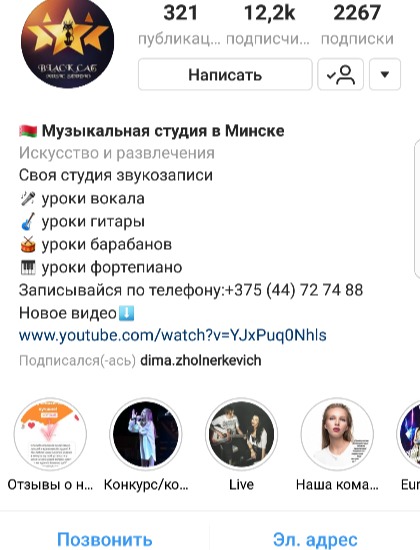 321 12,2k 2267
публикац... подписчи... подписки
BLACK CAT
Написать
Музыкальная студия в Минске
Искусство и развлечения
Своя студия звукозаписи
уроки вокала
уроки гитары
уроки барабанов
уроки фортепиано
Записывайся по телефону:+375 (44) 72 74 88
Новое видео
www.youtube.com/watch?v=YJxPuq0Nhls
Подписался(-ась) dima.zholnerkevich
Отзывы о н... Конкурс/ко... Live Наша кома... Eur
Позвонить Эл. адрес